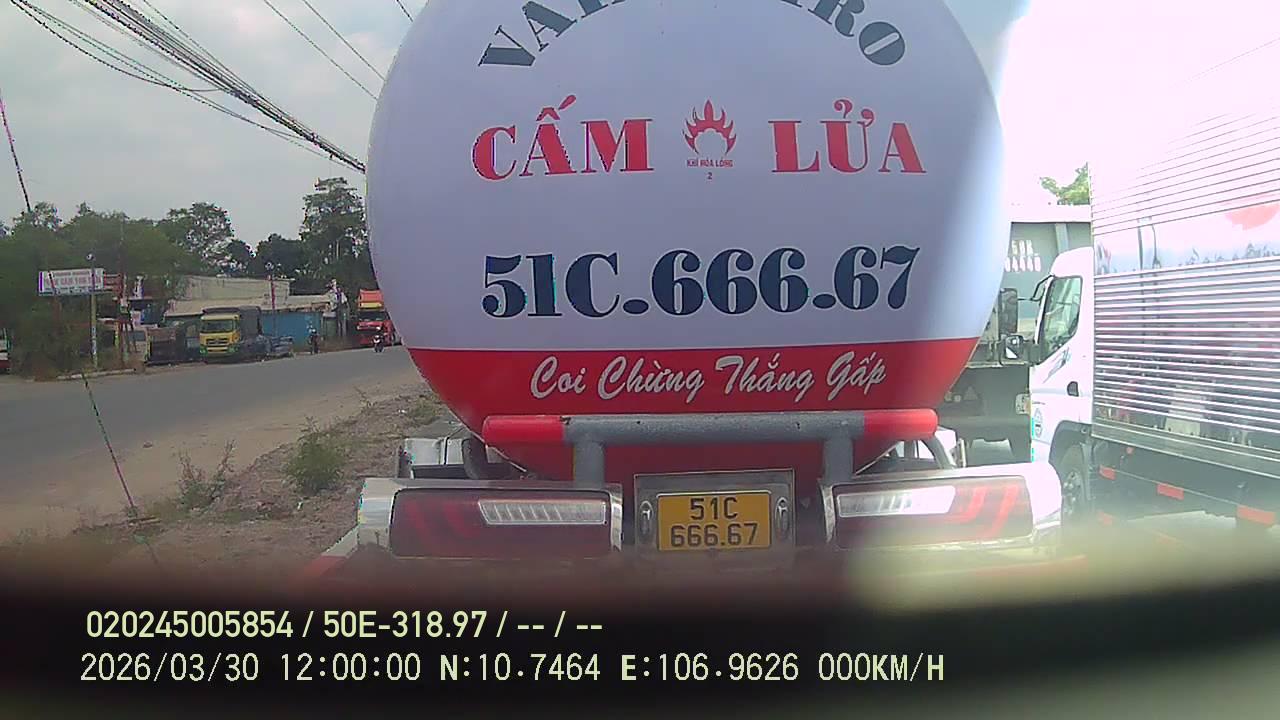 CẤM LỬA
KHÍ HÓA LỎNG
2
51C-666.67
Coi Chừng Thắng Gấp
51C
666.67
020245005854 / 50E-318.97 / -- / --
2026/03/30 12:00:00 N:10.7464 E:106.9626 000KM/H